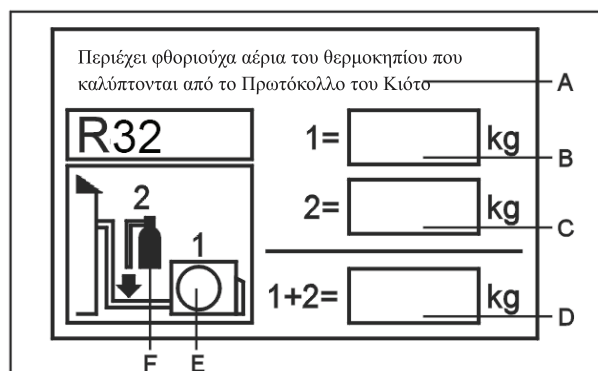 Περιέχει φθοριούχα αέρια του θερμοκηπίου που
καλύπτονται από το Πρωτόκολλο του Κιότο
A
R32
1= kg
B
2= kg
C
2
1
1+2= kg
D
F E